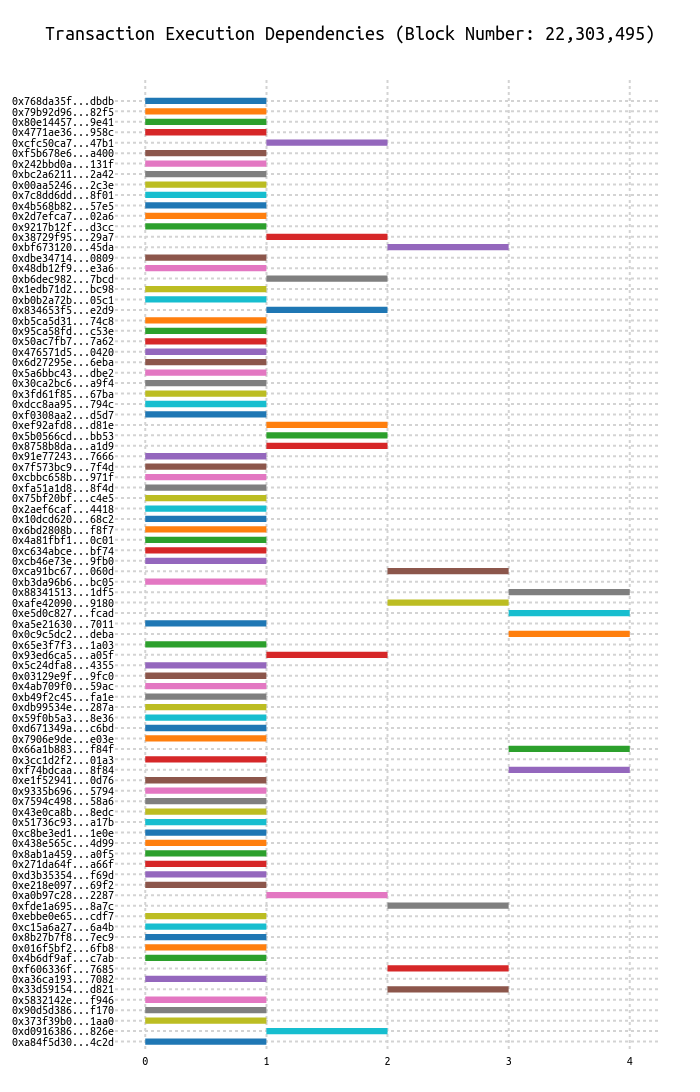 Transaction Execution Dependencies (Block Number: 22,303,495)
0x768da35f...dbdb
0x79b92d96...82f5
0x80e14457...9e41
0x4771ae36...958c
0xcfc50ca7...47b1
0xf5b678e6...a400
0x242bbd0a...131f
0xbc2a6211...2a42
0x00aa5246...2c3e
0x7c8dd6dd...8f01
0x4b568b82...57e5
0x2d7efca7...02a6
0x9217b12f...d3cc
0x38729f95...29a7
0xbf673120...45da
0xdbe34714...0809
0x48db12f9...e3a6
0xb6dec982...7bcd
0x1edb71d2...bc98
0xb0b2a72b...05c1
0x834653f5...e2d9
0xb5ca5d31...74c8
0x95ca58fd...c53e
0x50ac7fb7...7a62
0x476571d5...0420
0x6d27295e...6eba
0x5a6bbc43...dbe2
0x30ca2bc6...a9f4
0x3fd61f85...67ba
0xdcc8aa95...794c
0xf0308aa2...d5d7
0xef92afd8...d81e
0x5b0566cd...bb53
0x8758b8da...a1d9
0x91e77243...7666
0x7f573bc9...7f4d
0xcbbc658b...971f
0xfa51a1d8...8f4d
0x75bf20bf...c4e5
0x2aef6caf...4418
0x10dcd620...68c2
0x6bd2808b...f8f7
0x4a81fbf1...0c01
0xc634abce...bf74
0xcb46e73e...9fb0
0xca91bc67...060d
0xb3da96b6...bc05
0x88341513...1df5
0xafe42090...9180
0xe5d0c827...fcad
0xa5e21630...7011
0x0c9c5dc2...deba
0x65e3f7f3...1a03
0x93ed6ca5...a05f
0x5c24dfa8...4355
0x03129e9f...9fc0
0x4ab709f0...59ac
0xb49f2c45...fa1e
0xdb99534e...287a
0x59f0b5a3...8e36
0xd671349a...c6bd
0x7906e9de...e03e
0x66a1b883...f84f
0x3cc1d2f2...01a3
0xf74bdcaa...8f84
0xe1f52941...0d76
0x9335b696...5794
0x7594c498...58a6
0x43e0ca8b...8edc
0x51736c93...a17b
0xc8be3ed1...1e0e
0x438e565c...4d99
0x8ab1a459...a0f5
0x271da64f...a66f
0xd3b35354...f69d
0xe218e097...69f2
0xa0b97c28...2287
0xfde1a695...8a7c
0xebbe0e65...cdf7
0xc15a6a27...6a4b
0x8b27b7f8...7ec9
0x016f5bf2...6fb8
0x4b6df9af...c7ab
0xf606336f...7685
0xa36ca193...7082
0x33d59154...d821
0x5832142e...f946
0x90d5d386...f170
0x373f39b0...1aa0
0xd0916386...826e
0xa84f5d30...4c2d
0 1 2 3 4